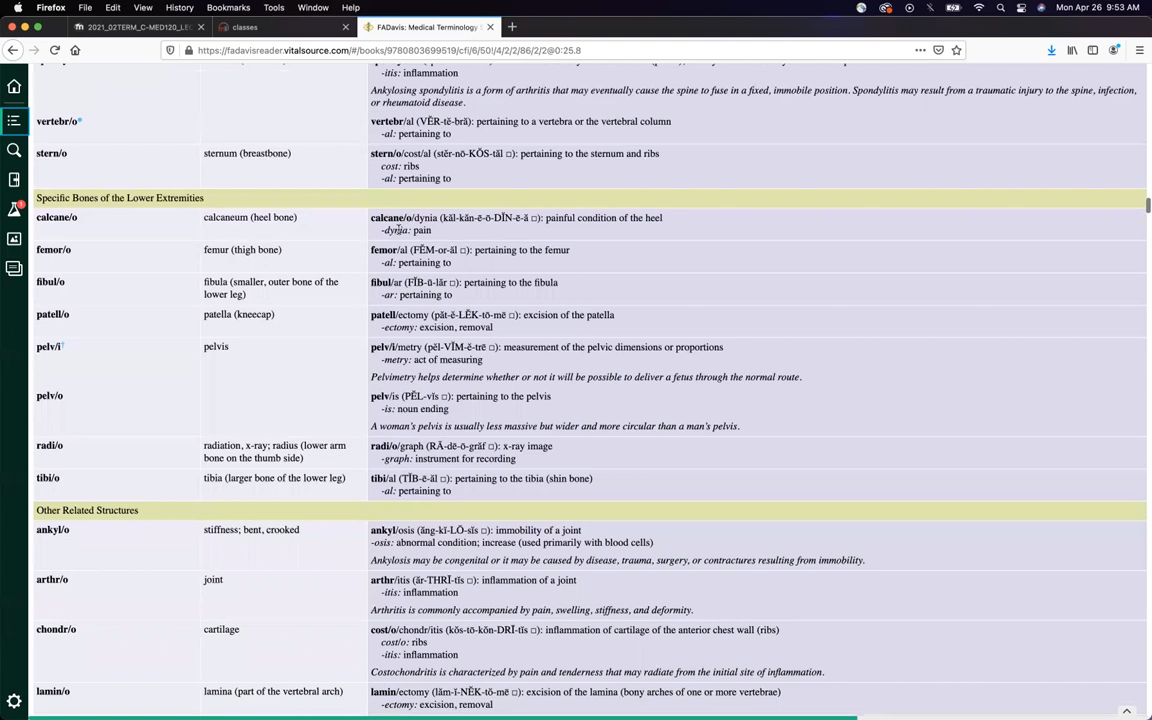 Firefox File Edit View History Bookmarks Tools Window Help Mon Apr 26 9:53 AM
2021_02TERM_C-MED120_LEC classes FADavis: Medical Terminology
https://fadavisreader.vitalsource.com/#/books/9780803699519/cfi/6/50!/4/2/2/86/2/2@0:25.8
-itis: inflammation
Ankylosing spondylitis is a form of arthritis that may eventually cause the spine to fuse in a fixed, immobile position. Spondylitis may result from a traumatic injury to the spine, infection,
or rheumatoid disease.
vertebr/o* vertebr/al (VĔR-tĕ-bră): pertaining to a vertebra or the vertebral column
-al: pertaining to
stern/o sternum (breastbone) stern/o/cost/al (stĕr-nō-KŎS-tăl □): pertaining to the sternum and ribs
cost: ribs
-al: pertaining to
Specific Bones of the Lower Extremities
calcane/o calcaneum (heel bone) calcane/o/dynia (kăl-kăn-ē-ō-DĬN-ē-ă □): painful condition of the heel
-dynia: pain
femor/o femur (thigh bone) femor/al (FĔM-or-ăl □): pertaining to the femur
-al: pertaining to
fibul/o fibula (smaller, outer bone of the fibul/ar (FĬB-ū-lăr □): pertaining to the fibula
lower leg) -ar: pertaining to
patell/o patella (kneecap) patell/ectomy (păt-ĕ-LĔK-tō-mē □): excision of the patella
-ectomy: excision, removal
pelv/i† pelvis pelv/i/metry (pĕl-VĬM-ĕ-trē □): measurement of the pelvic dimensions or proportions
-metry: act of measuring
Pelvimetry helps determine whether or not it will be possible to deliver a fetus through the normal route.
pelv/o pelv/is (PĔL-vĭs □): pertaining to the pelvis
-is: noun ending
A woman's pelvis is usually less massive but wider and more circular than a man's pelvis.
radi/o radiation, x-ray; radius (lower arm radi/o/graph (RĀ-dē-ō-grăf □): x-ray image
bone on the thumb side) -graph: instrument for recording
tibi/o tibia (larger bone of the lower leg) tibi/al (TĬB-ē-ăl □): pertaining to the tibia (shin bone)
-al: pertaining to
Other Related Structures
ankyl/o stiffness; bent, crooked ankyl/osis (ăng-kĭ-LŌ-sĭs □): immobility of a joint
-osis: abnormal condition; increase (used primarily with blood cells)
Ankylosis may be congenital or it may be caused by disease, trauma, surgery, or contractures resulting from immobility.
arthr/o joint arthr/itis (ăr-THRĪ-tĭs □): inflammation of a joint
-itis: inflammation
Arthritis is commonly accompanied by pain, swelling, stiffness, and deformity.
chondr/o cartilage cost/o/chondr/itis (kŏs-tō-kŏn-DRĪ-tĭs □): inflammation of cartilage of the anterior chest wall (ribs)
cost/o: ribs
-itis: inflammation
Costochondritis is characterized by pain and tenderness that may radiate from the initial site of inflammation.
lamin/o lamina (part of the vertebral arch) lamin/ectomy (lăm-ĭ-NĔK-tō-mē □): excision of the lamina (bony arches of one or more vertebrae)
-ectomy: excision, removal